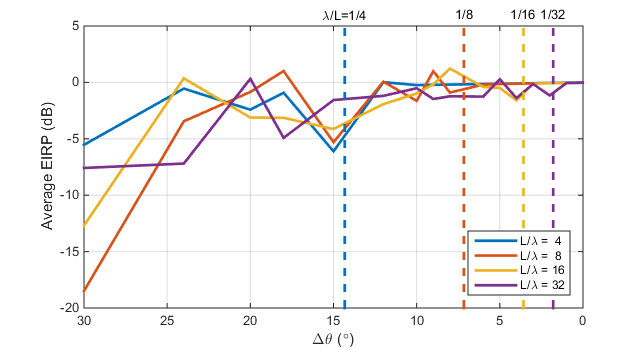 λ/L=1/4 1/8 1/16 1/32
5
0
-5
-10
-15
-20
Average EIRP (dB)
30 25 20 15 10 5 0
Δθ (°)
L/λ = 4
L/λ = 8
L/λ = 16
L/λ = 32